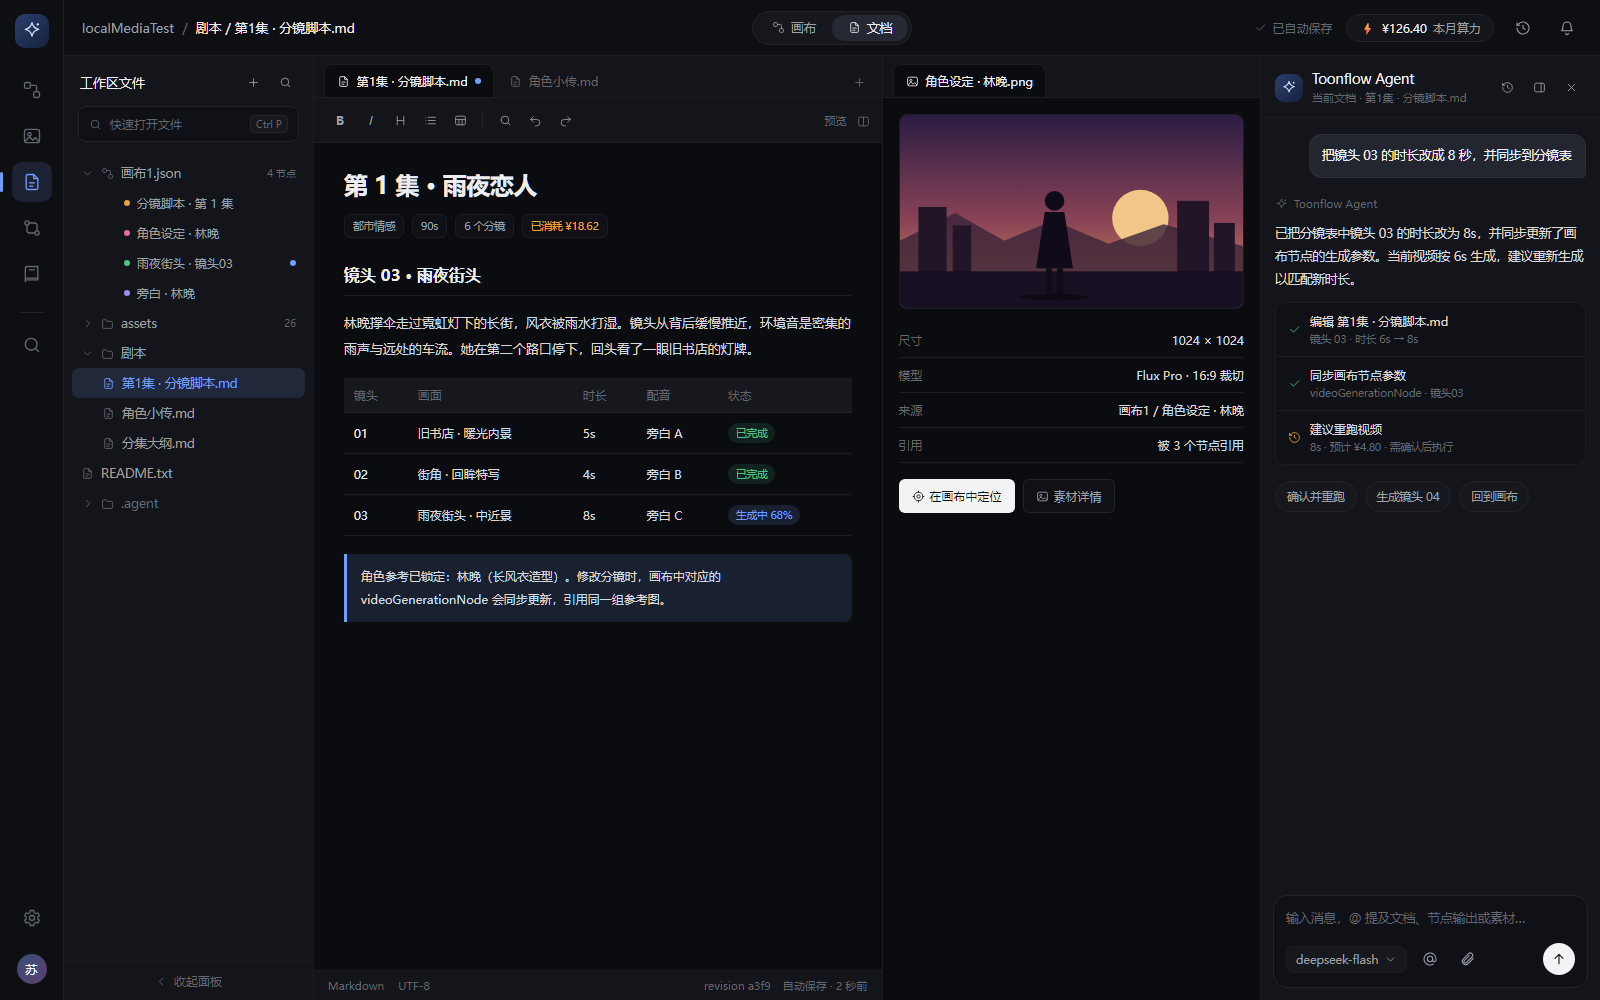 localMediaTest / 剧本 / 第1集 · 分镜脚本.md
画布
文档
已自动保存
¥126.40 本月算力
工作区文件
快速打开文件
Ctrl P
画布1.json
4 节点
分镜脚本 · 第 1 集
角色设定 · 林晚
雨夜街头 · 镜头03
旁白 · 林晚
assets
26
剧本
第1集 · 分镜脚本.md
角色小传.md
分集大纲.md
README.txt
.agent
苏
收起面板
第1集 · 分镜脚本.md
角色小传.md
B I H
预览
第 1 集 • 雨夜恋人
都市情感
90s
6 个分镜
已消耗 ¥18.62
镜头 03 • 雨夜街头
林晚撑伞走过霓虹灯下的长街，风衣被雨水打湿。镜头从背后缓慢推近，环境音是密集的
雨声与远处的车流。她在第二个路口停下，回头看了一眼旧书店的灯牌。
镜头 画面 时长 配音 状态
01 旧书店 · 暖光内景 5s 旁白 A 已完成
02 街角 · 回眸特写 4s 旁白 B 已完成
03 雨夜街头 · 中近景 8s 旁白 C 生成中 68%
角色参考已锁定：林晚（长风衣造型）。修改分镜时，画布中对应的
videoGenerationNode 会同步更新，引用同一组参考图。
Markdown
UTF-8
revision a3f9
自动保存 · 2 秒前
角色设定 · 林晚.png
尺寸 1024 × 1024
模型 Flux Pro · 16:9 裁切
来源 画布1 / 角色设定 · 林晚
引用 被 3 个节点引用
在画布中定位
素材详情
Toonflow Agent
当前文档 · 第1集 · 分镜脚本.md
把镜头 03 的时长改成 8 秒，并同步到分镜表
Toonflow Agent
已把分镜表中镜头 03 的时长改为 8s，并同步更新了画
布节点的生成参数。当前视频按 6s 生成，建议重新生成
以匹配新时长。
编辑 第1集 · 分镜脚本.md
镜头 03 · 时长 6s → 8s
同步画布节点参数
videoGenerationNode · 镜头03
建议重跑视频
8s · 预计 ¥4.80 · 需确认后执行
确认并重跑
生成镜头 04
回到画布
输入消息，@ 提及文档、节点输出或素材...
deepseek-flash